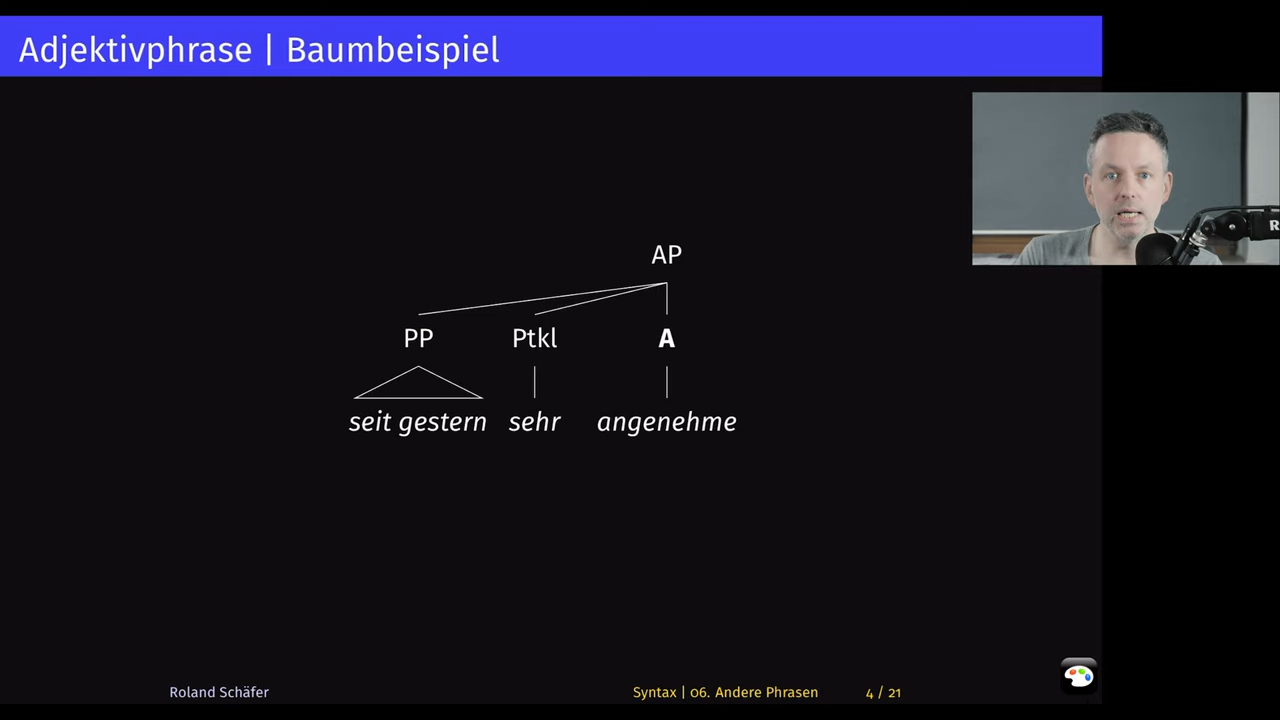 Adjektivphrase | Baumbeispiel
AP
PP Ptkl A
seit gestern sehr angenehme
R
Roland Schäfer Syntax | 06. Andere Phrasen 4 / 21